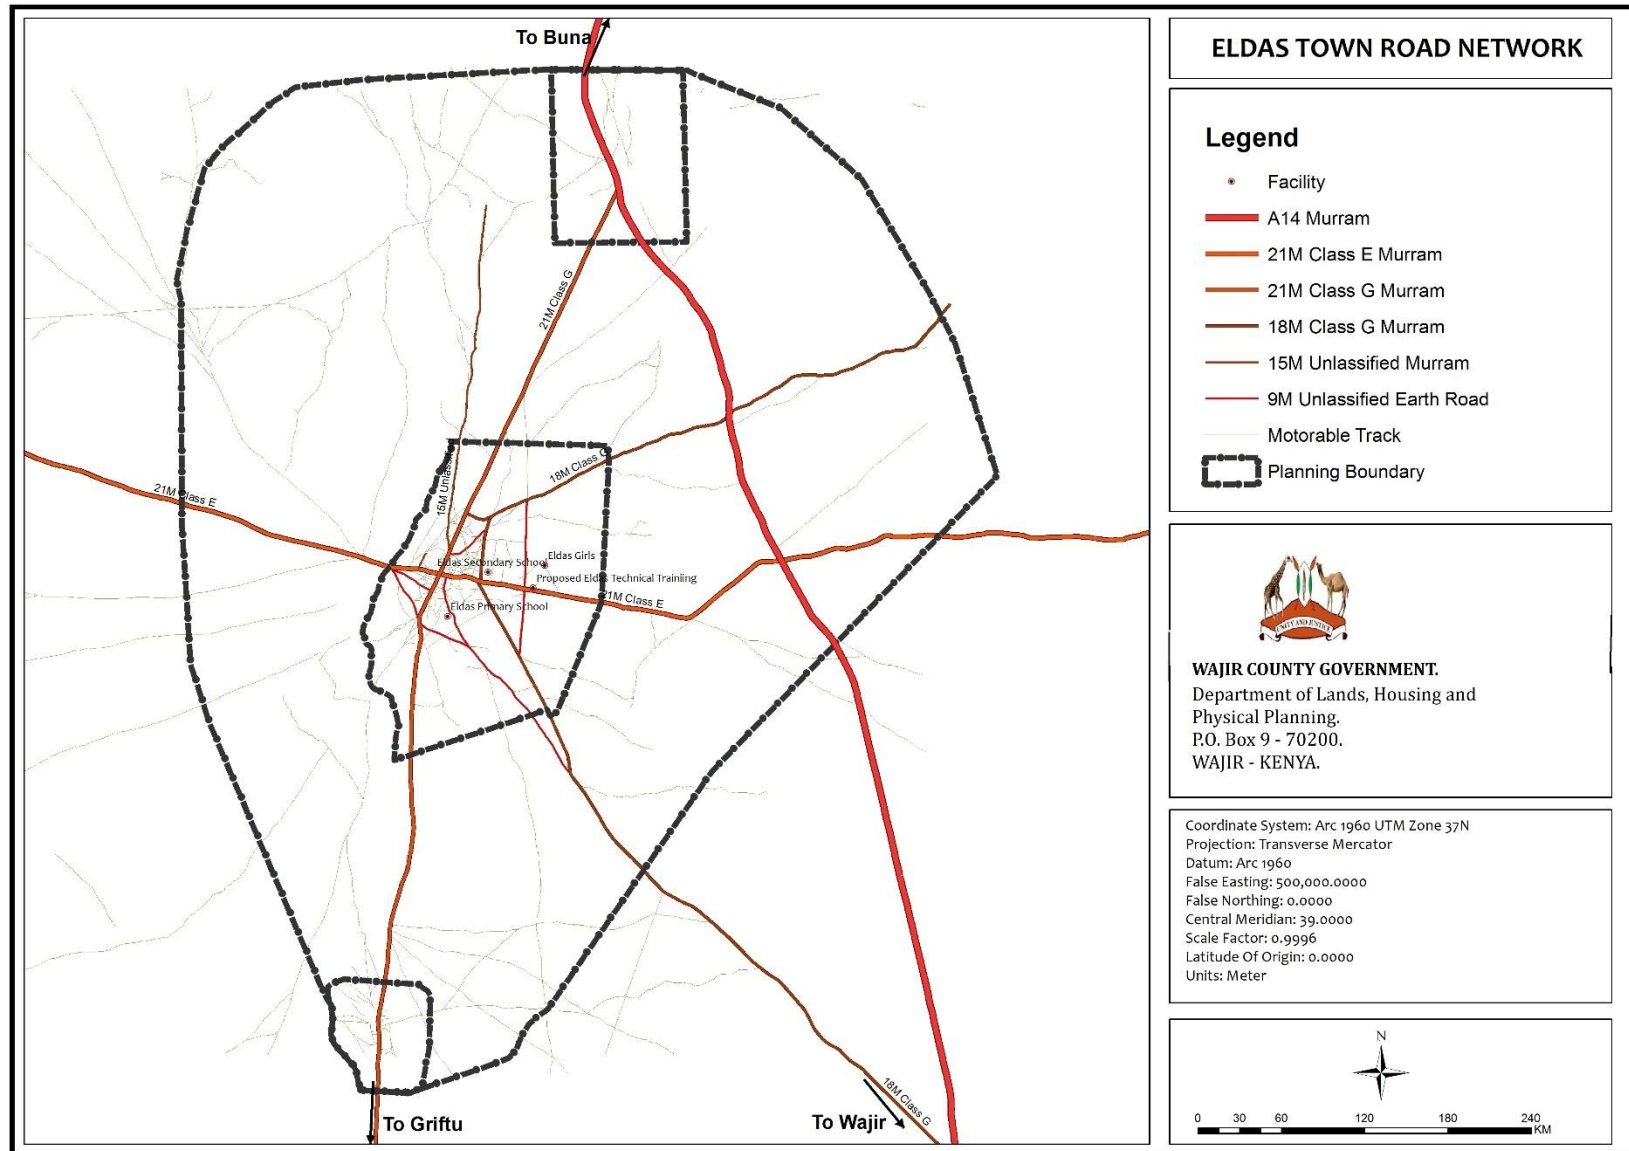 To Buna
21M Class G
15M Unlassif
18M Class G
21M Class E
Eldas Secondary School
Eldas Girls
Proposed Eldas Technical Trainiing
21M Class E
Eldas Primary School
18M Class G
To Griftu
To Wajir
ELDAS TOWN ROAD NETWORK
Legend
Facility
A14 Murram
21M Class E Murram
21M Class G Murram
18M Class G Murram
15M Unlassified Murram
9M Unlassified Earth Road
Motorable Track
Planning Boundary
UNITY AND JUSTICE
WAJIR COUNTY GOVERNMENT.
Department of Lands, Housing and
Physical Planning.
P.O. Box 9 - 70200.
WAJIR - KENYA.
Coordinate System: Arc 1960 UTM Zone 37N
Projection: Transverse Mercator
Datum: Arc 1960
False Easting: 500,000.0000
False Northing: 0.0000
Central Meridian: 39.0000
Scale Factor: 0.9996
Latitude Of Origin: 0.0000
Units: Meter
N
0 30 60 120 180 240
KM